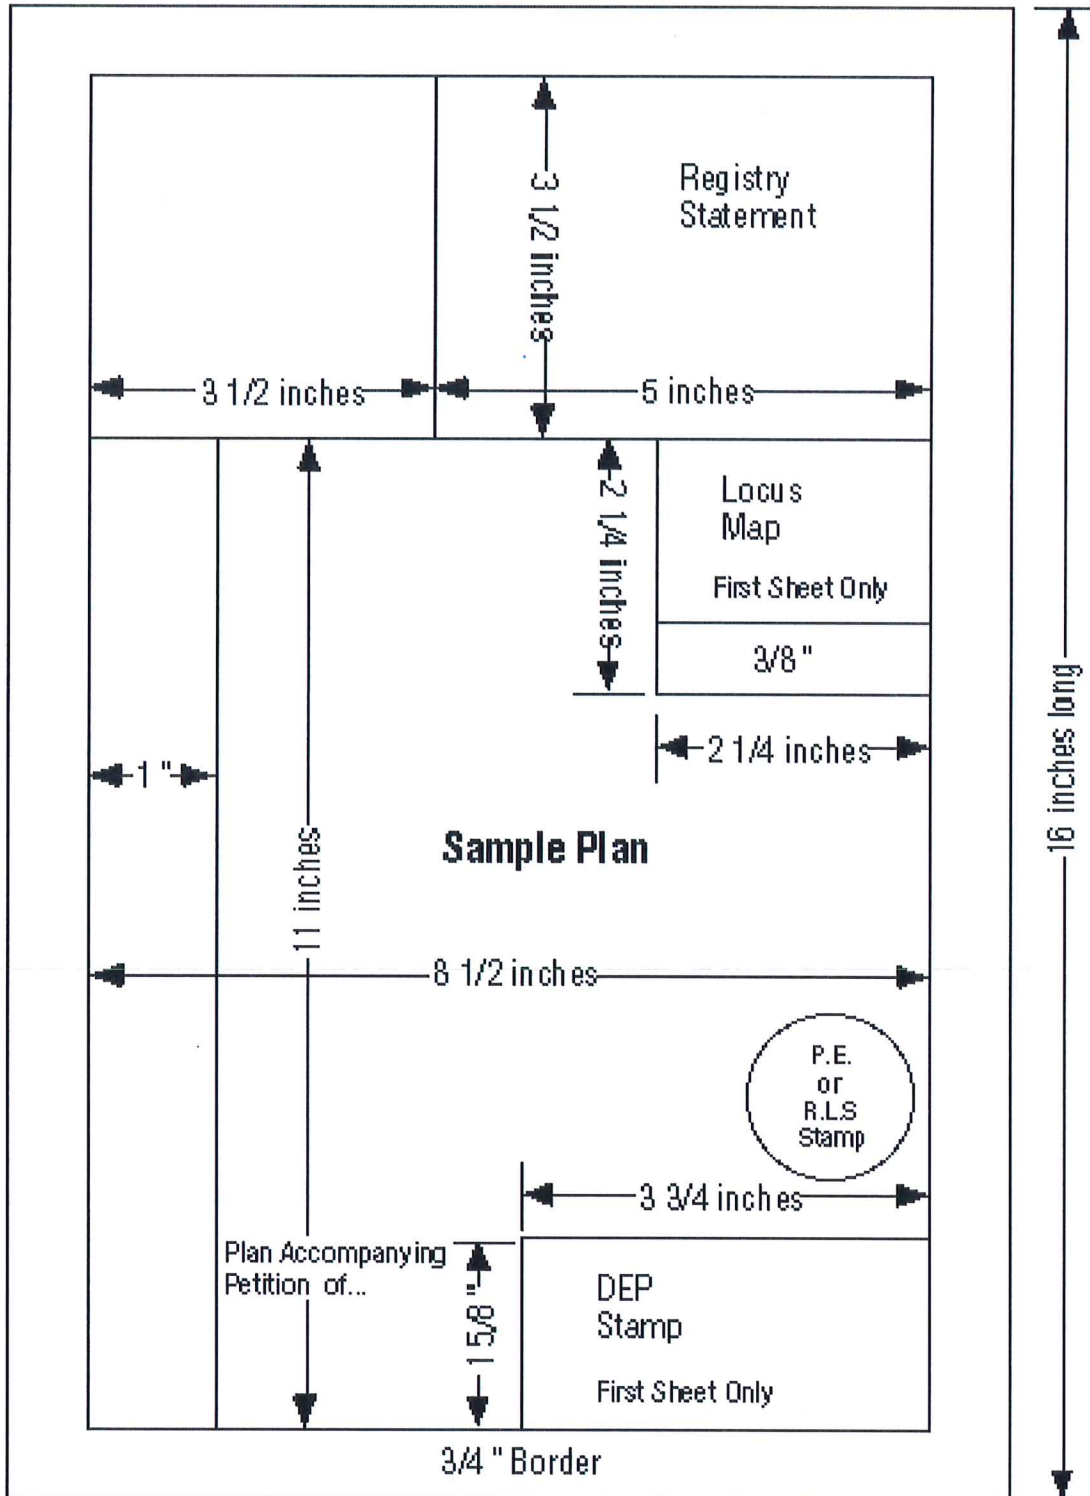 Registry
Statement
3 1/2 inches
3 1/2 inches
5 inches
Locus
Map
First Sheet Only
2 1/4 inches
3/8 "
2 1/4 inches
1 "
16 inches long
Sample Plan
11 inches
8 1/2 inches
P.E.
or
R.L.S
Stamp
3 3/4 inches
Plan Accompanying
Petition of...
1 5/8 "
DEP
Stamp
First Sheet Only
3/4 " Border